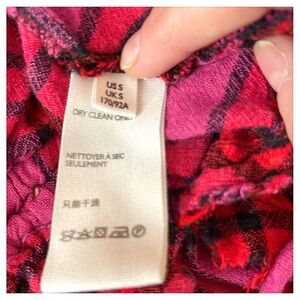 US S
UK S
170/92A
DRY CLEAN ONLY
NETTOYER À SEC
SEULEMENT
只能干洗